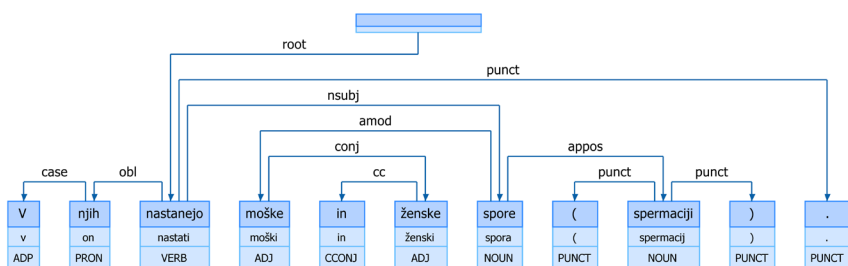 root
punct
nsubj
amod
conj appos
case obl cc punct punct
V njih nastanejo moške in ženske spore ( spermaciji ) .
v on nastati moški in ženski spora ( spermacij ) .
ADP PRON VERB ADJ CCONJ ADJ NOUN PUNCT NOUN PUNCT PUNCT